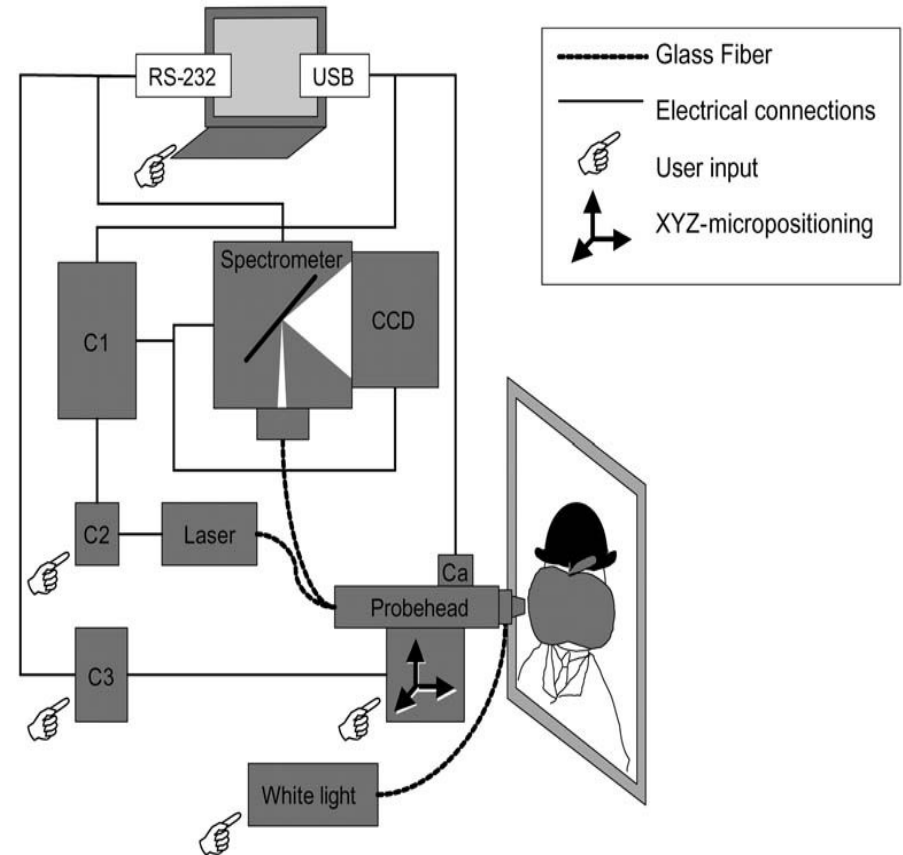 RS-232
USB
Glass Fiber
Electrical connections
User input
XYZ-micropositioning
Spectrometer
CCD
C1
C2
Laser
Ca
Probehead
C3
White light